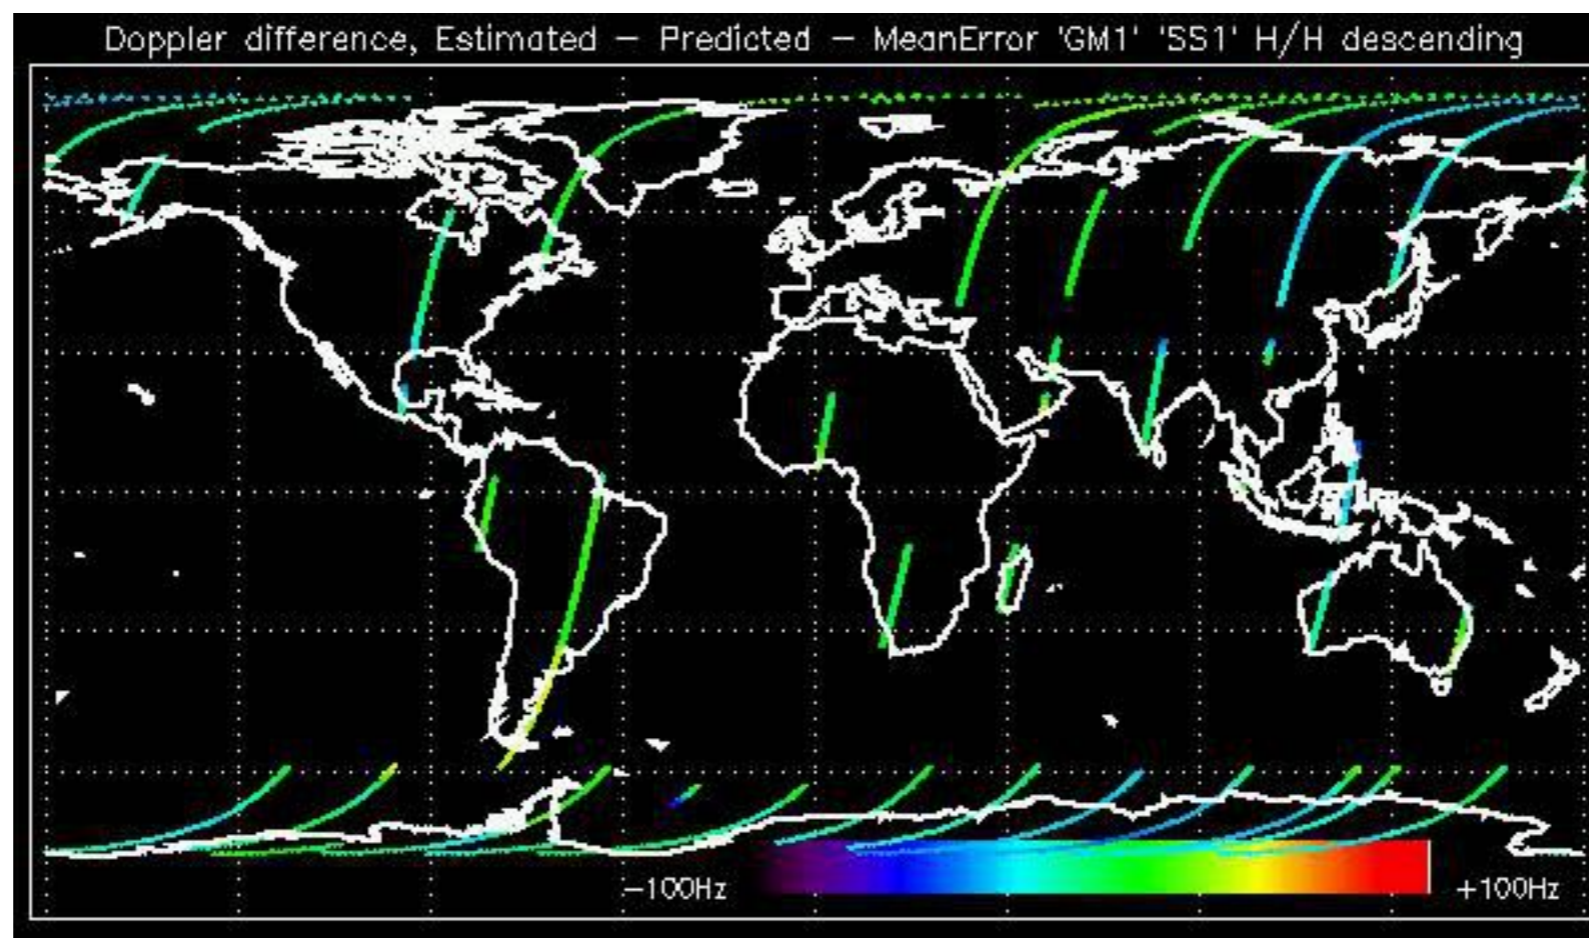 Doppler difference, Estimated – Predicted – MeanError 'GM1' 'SS1' H/H descending
−100Hz
+100Hz